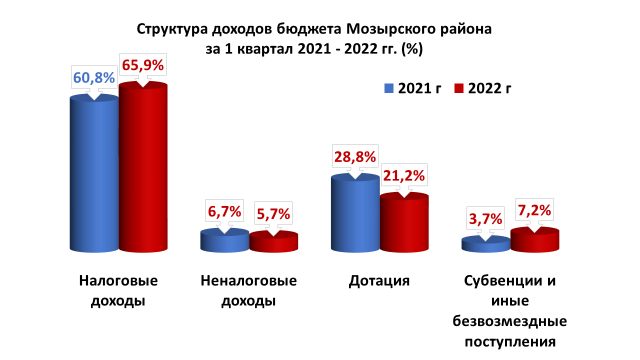 Структура доходов бюджета Мозырского района
за 1 квартал 2021 - 2022 гг. (%)
2021 г 2022 г
60,8% 65,9%
6,7% 5,7%
28,8% 21,2%
3,7% 7,2%
Налоговые
доходы
Неналоговые
доходы
Дотация
Субвенции и
иные
безвозмездные
поступления